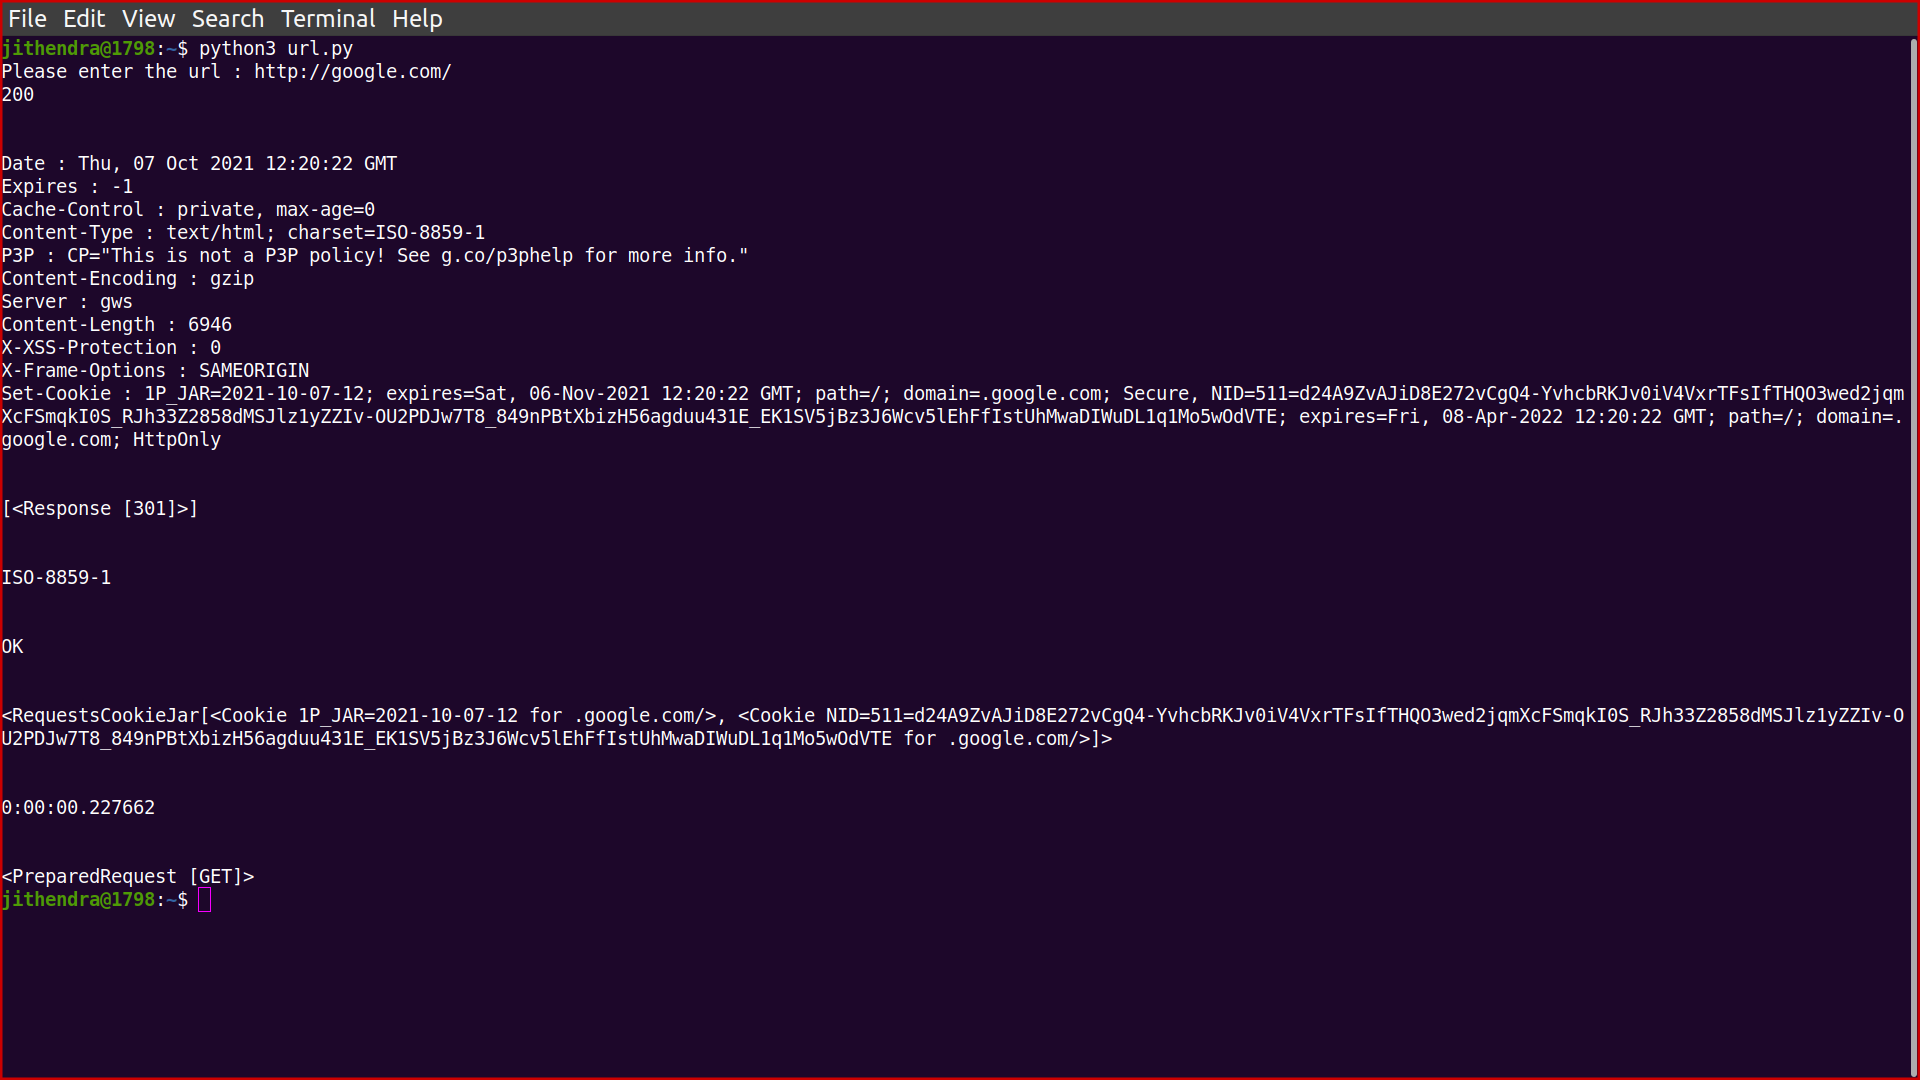 File Edit View Search Terminal Help
jithendra@1798:~$ python3 url.py
Please enter the url : http://google.com/
200
Date : Thu, 07 Oct 2021 12:20:22 GMT
Expires : -1
Cache-Control : private, max-age=0
Content-Type : text/html; charset=ISO-8859-1
P3P : CP="This is not a P3P policy! See g.co/p3phelp for more info."
Content-Encoding : gzip
Server : gws
Content-Length : 6946
X-XSS-Protection : 0
X-Frame-Options : SAMEORIGIN
Set-Cookie : 1P_JAR=2021-10-07-12; expires=Sat, 06-Nov-2021 12:20:22 GMT; path=/; domain=.google.com; Secure, NID=511=d24A9ZvAJiD8E272vCgQ4-YvhcbRKJv0iV4VxrTFsIfTHQO3wed2jqm
XcFSmqkI0S_RJh33Z2858dMSJlz1yZZIv-OU2PDJw7T8_849nPBtXbizH56agduu431E_EK1SV5jBz3J6Wcv5lEhFfIstUhMwaDIWuDL1q1Mo5wOdVTE; expires=Fri, 08-Apr-2022 12:20:22 GMT; path=/; domain=.
google.com; HttpOnly
[<Response [301]>]
ISO-8859-1
OK
<RequestsCookieJar[<Cookie 1P_JAR=2021-10-07-12 for .google.com/>, <Cookie NID=511=d24A9ZvAJiD8E272vCgQ4-YvhcbRKJv0iV4VxrTFsIfTHQO3wed2jqmXcFSmqkI0S_RJh33Z2858dMSJlz1yZZIv-O
U2PDJw7T8_849nPBtXbizH56agduu431E_EK1SV5jBz3J6Wcv5lEhFfIstUhMwaDIWuDL1q1Mo5wOdVTE for .google.com/>]>
0:00:00.227662
<PreparedRequest [GET]>
jithendra@1798:~$